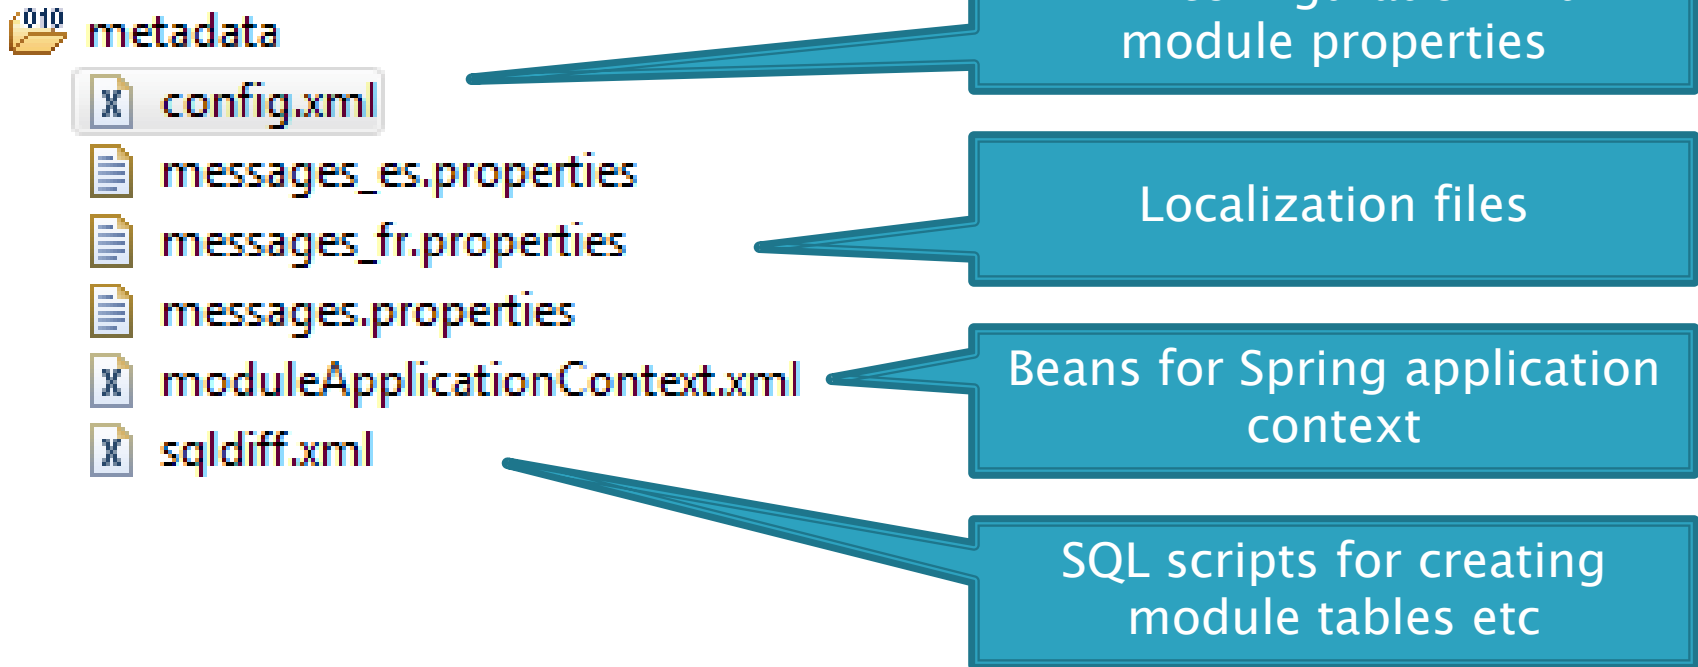 010
metadata
config.xml
messages_es.properties
messages_fr.properties
messages.properties
moduleApplicationContext.xml
sqldiff.xml
module properties
Localization files
Beans for Spring application
context
SQL scripts for creating
module tables etc